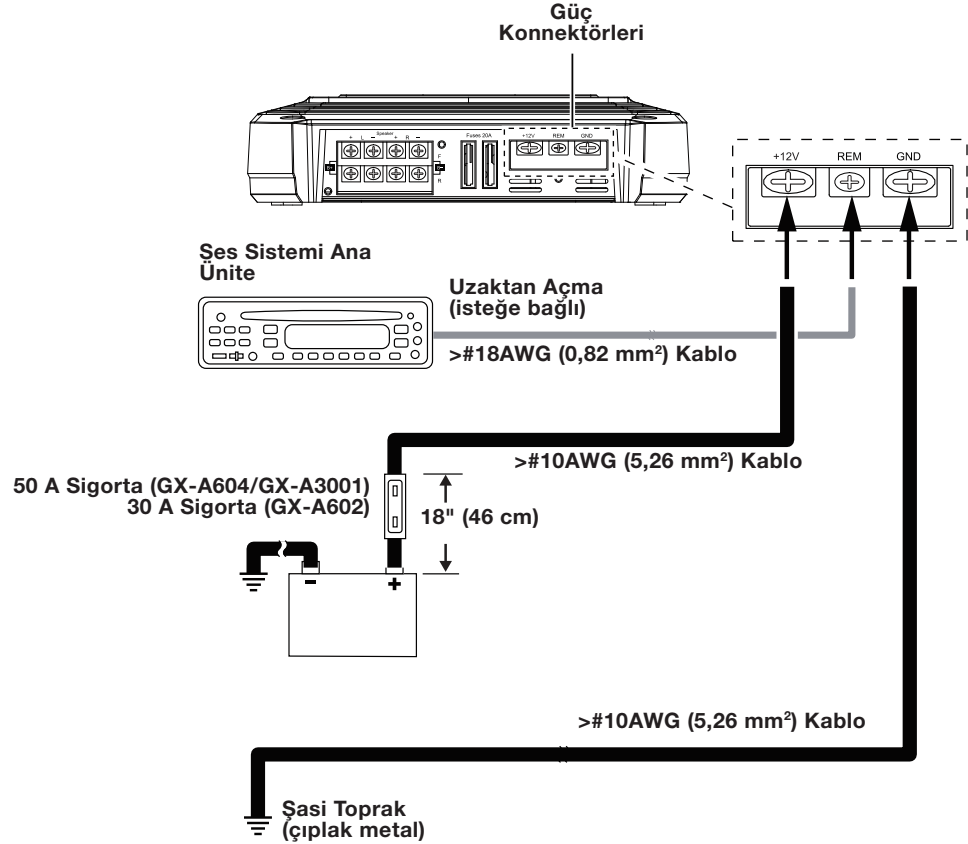 Güç
Konnektörleri
+ L − Speaker + R −
Fuses 20A
+12V REM GND
F
R
+12V REM GND
Ses Sistemi Ana
Ünite
Uzaktan Açma
(isteğe bağlı)
>#18AWG (0,82 mm²) Kablo
>#10AWG (5,26 mm²) Kablo
50 A Sigorta (GX-A604/GX-A3001)
30 A Sigorta (GX-A602)
18" (46 cm)
− +
>#10AWG (5,26 mm²) Kablo
Şasi Toprak
(çıplak metal)